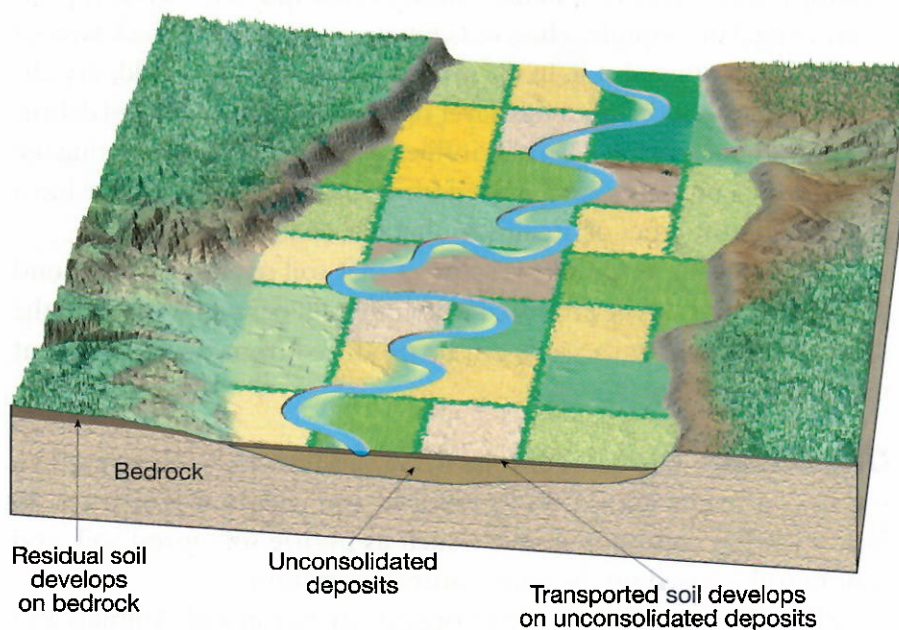 Bedrock
Residual soil
develops
on bedrock
Unconsolidated
deposits
Transported soil develops
on unconsolidated deposits